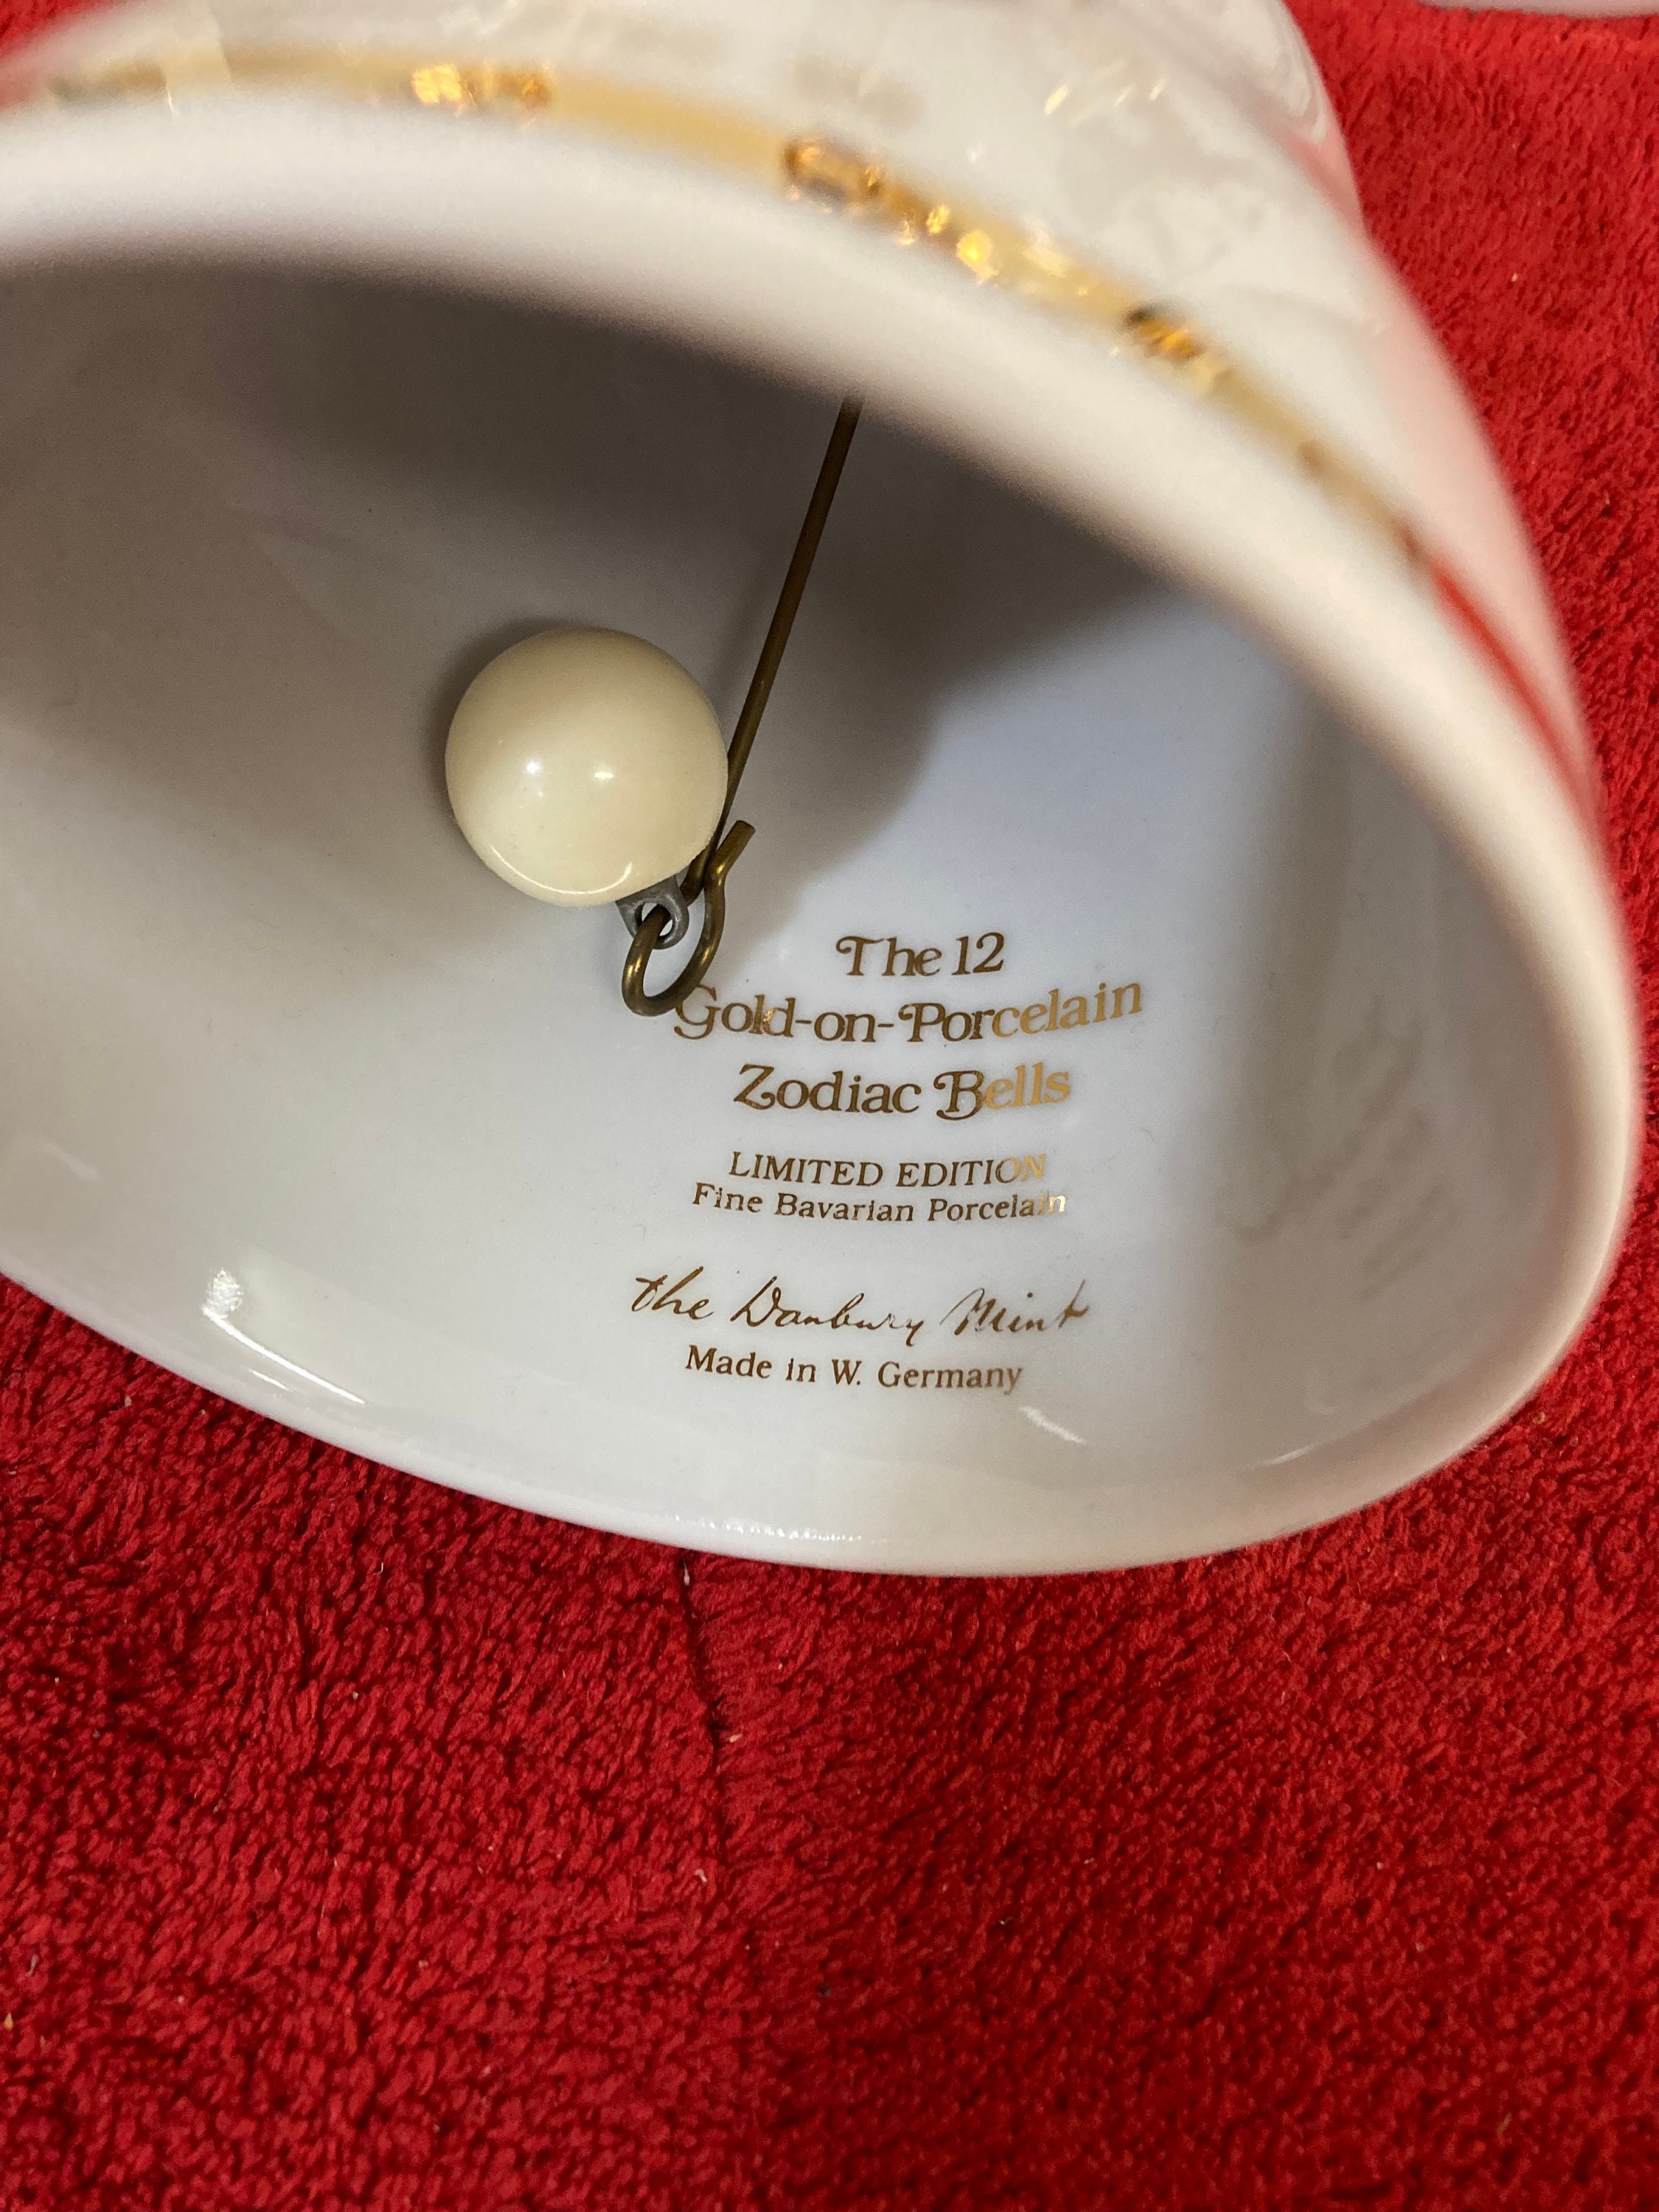 The 12
Gold-on-Porcelain
Zodiac Bells
LIMITED EDITION
Fine Bavarian Porcelain
the Danbury Mint
Made in W. Germany